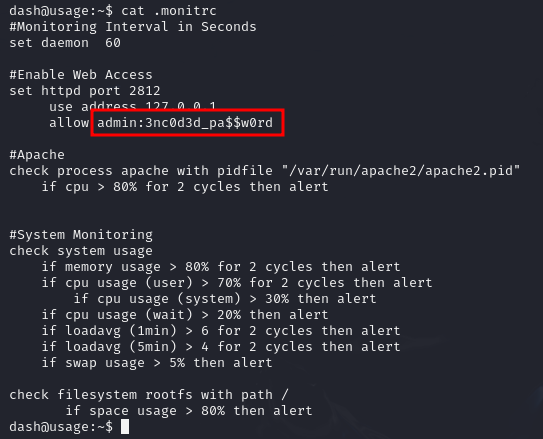 dash@usage:~$ cat .monitrc
#Monitoring Interval in Seconds
set daemon  60

#Enable Web Access
set httpd port 2812
     use address 127.0.0.1
     allow admin:3nc0d3d_pa$$w0rd

#Apache
check process apache with pidfile "/var/run/apache2/apache2.pid"
    if cpu > 80% for 2 cycles then alert


#System Monitoring
check system usage
    if memory usage > 80% for 2 cycles then alert
    if cpu usage (user) > 70% for 2 cycles then alert
        if cpu usage (system) > 30% then alert
    if cpu usage (wait) > 20% then alert
    if loadavg (1min) > 6 for 2 cycles then alert
    if loadavg (5min) > 4 for 2 cycles then alert
    if swap usage > 5% then alert

check filesystem rootfs with path /
       if space usage > 80% then alert
dash@usage:~$